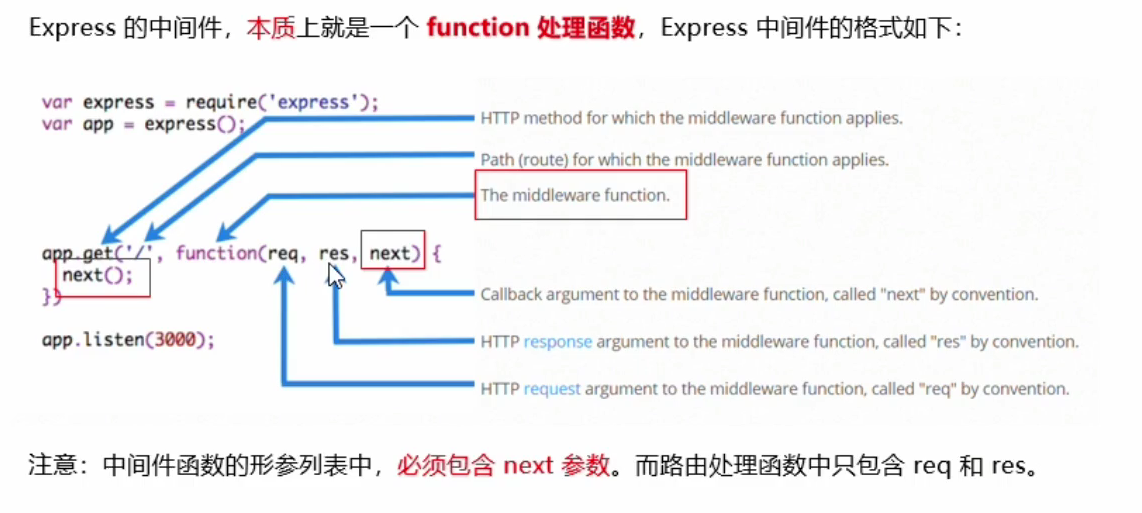 Express 的中间件，本质上就是一个 function 处理函数，Express 中间件的格式如下：
var express = require('express');
var app = express();
HTTP method for which the middleware function applies.
Path (route) for which the middleware function applies.
The middleware function.
app.get('/', function(req, res, next) {
next();
})
Callback argument to the middleware function, called "next" by convention.
app.listen(3000);
HTTP response argument to the middleware function, called "res" by convention.
HTTP request argument to the middleware function, called "req" by convention.
注意：中间件函数的形参列表中，必须包含 next 参数。而路由处理函数中只包含 req 和 res。